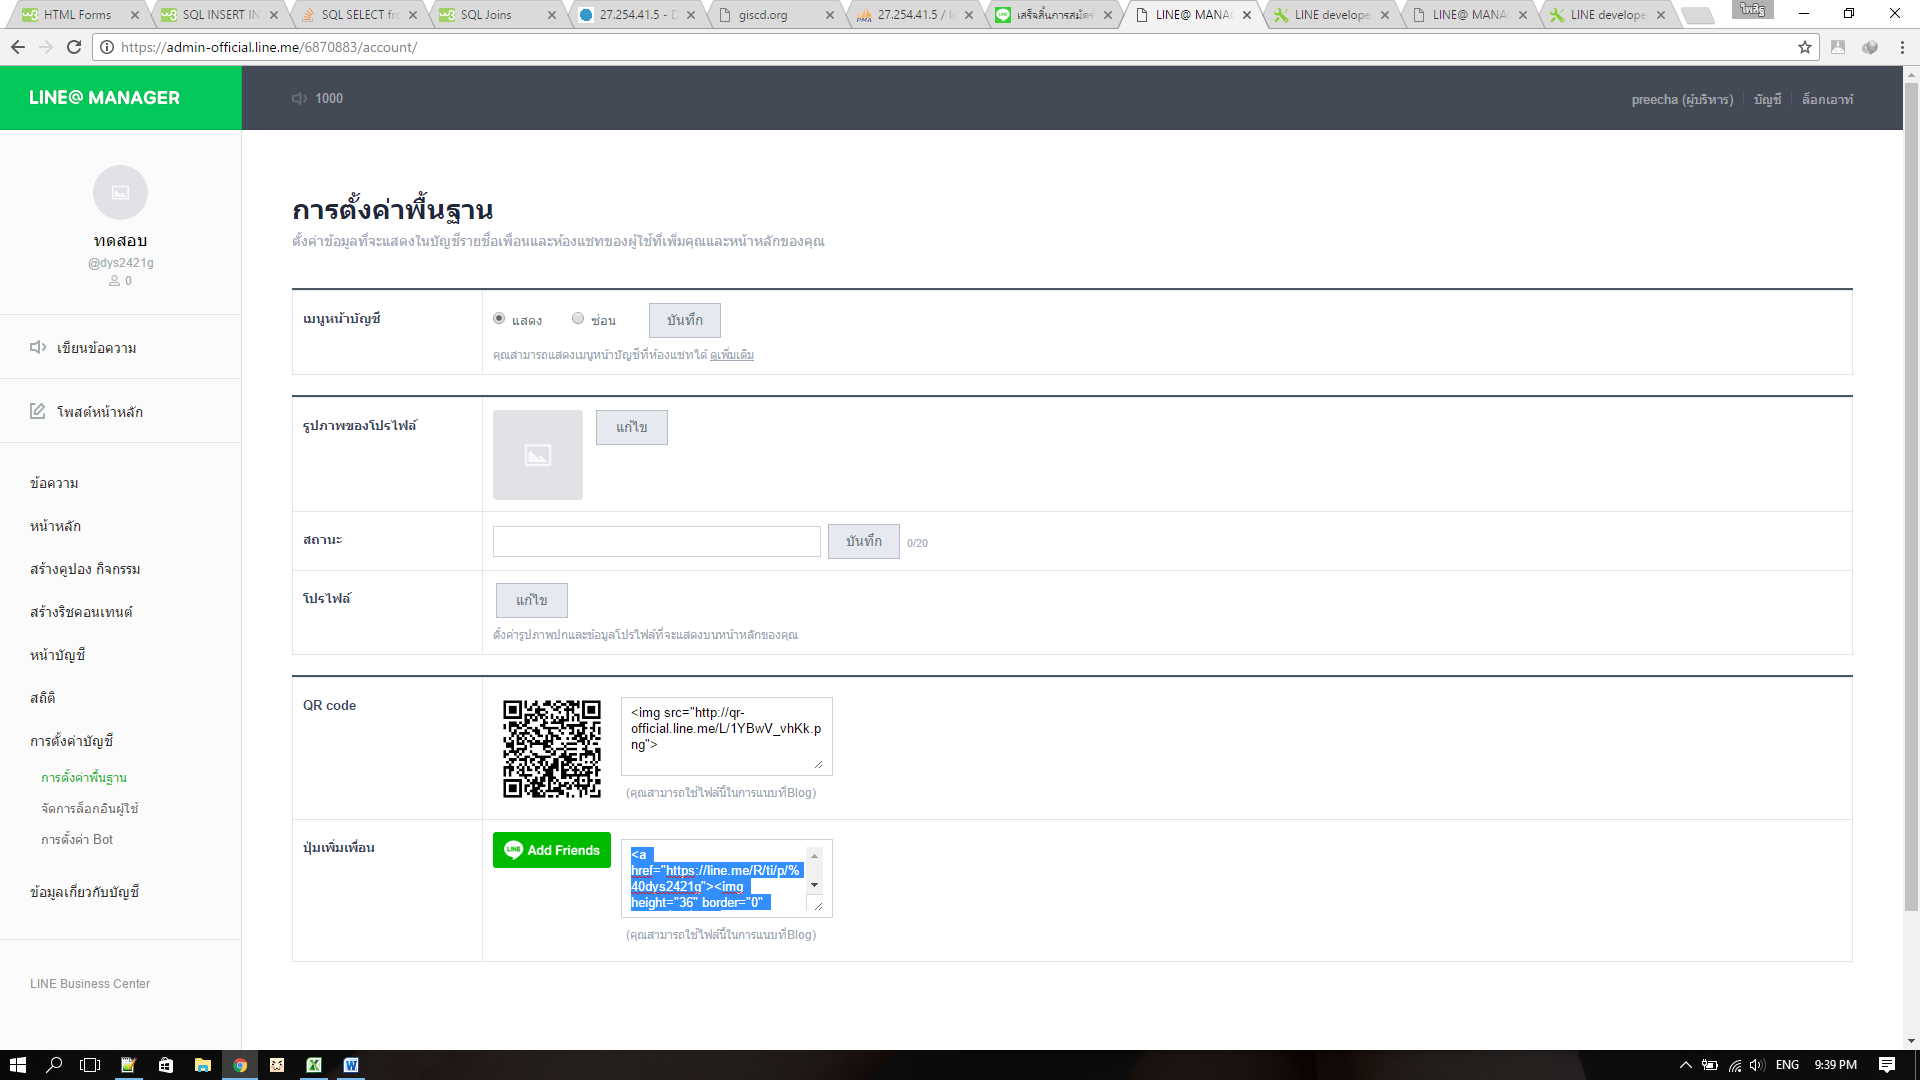 HTML Forms
SQL INSERT IN
SQL SELECT fro
SQL Joins
27.254.41.5 - D
giscd.org
27.254.41.5 / lo
เสร็จสิ้นการสมัคร
LINE@ MANAG
LINE develope
LINE@ MANA
LINE develope
ไพสิฐ
https://admin-official.line.me/6870883/account/
LINE@ MANAGER
1000
preecha (ผู้บริหาร)
บัญชี
ล็อกเอาท์
ทดสอบ
@dys2421g
0
เขียนข้อความ
โพสต์หน้าหลัก
ข้อความ
หน้าหลัก
สร้างคูปอง กิจกรรม
สร้างริชคอนเทนต์
หน้าบัญชี
สถิติ
การตั้งค่าบัญชี
การตั้งค่าพื้นฐาน
จัดการล็อกอินผู้ใช้
การตั้งค่า Bot
ข้อมูลเกี่ยวกับบัญชี
LINE Business Center
การตั้งค่าพื้นฐาน
ตั้งค่าข้อมูลที่จะแสดงในบัญชีรายชื่อเพื่อนและห้องแชทของผู้ใช้ที่เพิ่มคุณและหน้าหลักของคุณ
เมนูหน้าบัญชี
แสดง
ซ่อน
บันทึก
คุณสามารถแสดงเมนูหน้าบัญชีที่ห้องแชทได้ ดูเพิ่มเติม
รูปภาพของโปรไฟล์
แก้ไข
สถานะ
บันทึก
0/20
โปรไฟล์
แก้ไข
ตั้งค่ารูปภาพปกและข้อมูลโปรไฟล์ที่จะแสดงบนหน้าหลักของคุณ
QR code
<img src="http://qr-
official.line.me/L/1YBwV_vhKk.p
ng">
(คุณสามารถใช้ไฟล์นี้ในการแนบที่Blog)
ปุ่มเพิ่มเพื่อน
LINE
Add Friends
<a
href="https://line.me/R/ti/p/%
40dys2421g"><img
height="36" border="0"
(คุณสามารถใช้ไฟล์นี้ในการแนบที่Blog)
ENG
9:39 PM